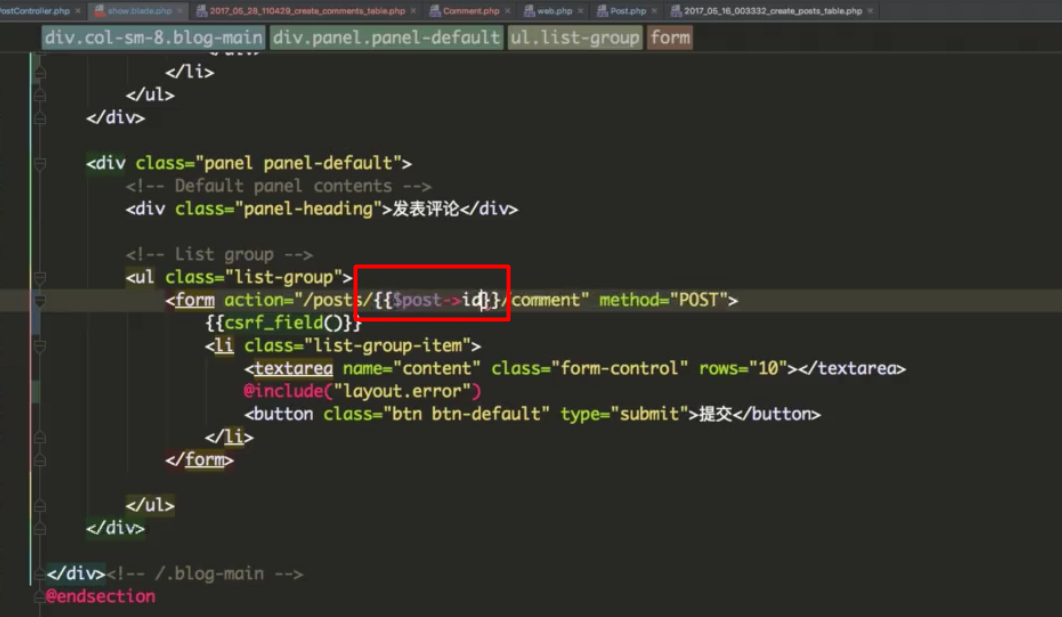 PostController.php × show.blede.php × 2017_05_28_110429_create_comments_table.php × Comment.php × web.php × Post.php × 2017_05_16_003332_create_posts_table.php ×
div.col-sm-8.blog-main div.panel.panel-default ul.list-group form
</li>
</ul>
</div>
<div class="panel panel-default">
<!-- Default panel contents -->
<div class="panel-heading">发表评论</div>
<!-- List group -->
<ul class="list-group">
<form action="/posts/{{$post->id}}/comment" method="POST">
{{csrf_field()}}
<li class="list-group-item">
<textarea name="content" class="form-control" rows="10"></textarea>
@include("layout.error")
<button class="btn btn-default" type="submit">提交</button>
</li>
</form>
</ul>
</div>
</div><!-- /.blog-main -->
@endsection